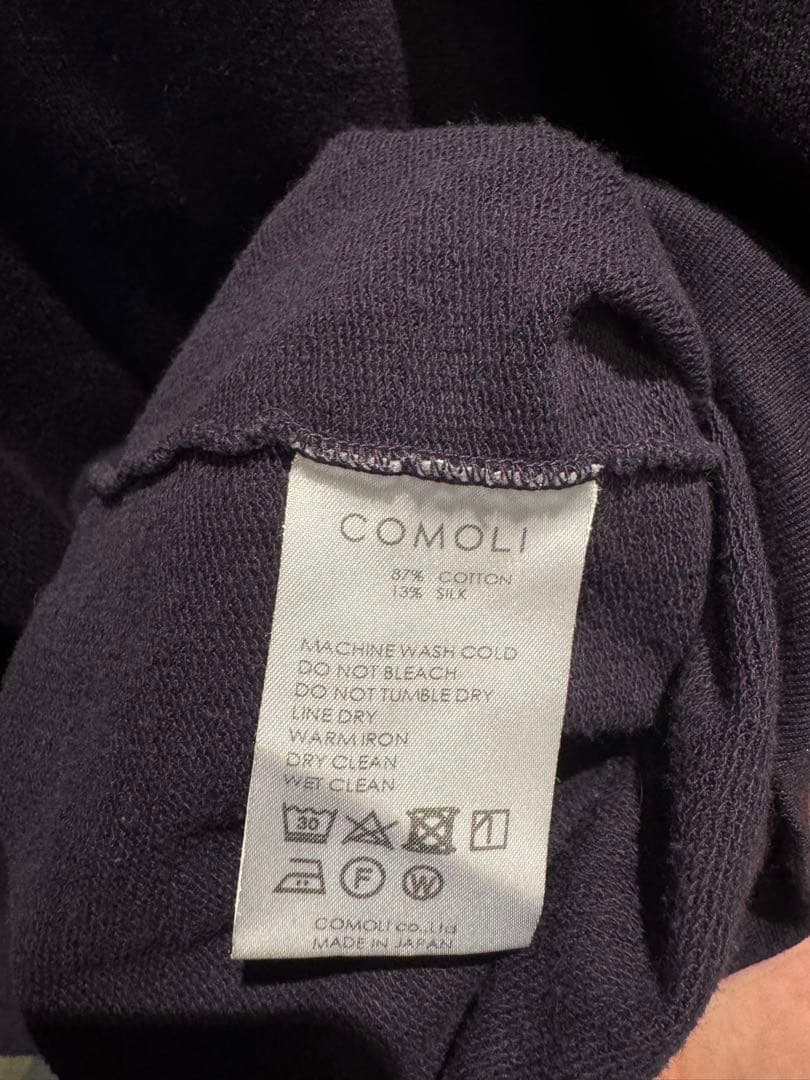 COMOLI
87% COTTON
13% SILK
MACHINE WASH COLD
DO NOT BLEACH
DO NOT TUMBLE DRY
LINE DRY
WARM IRON
DRY CLEAN
WET CLEAN
30
F W
COMOLI co.,Ltd
MADE IN JAPAN